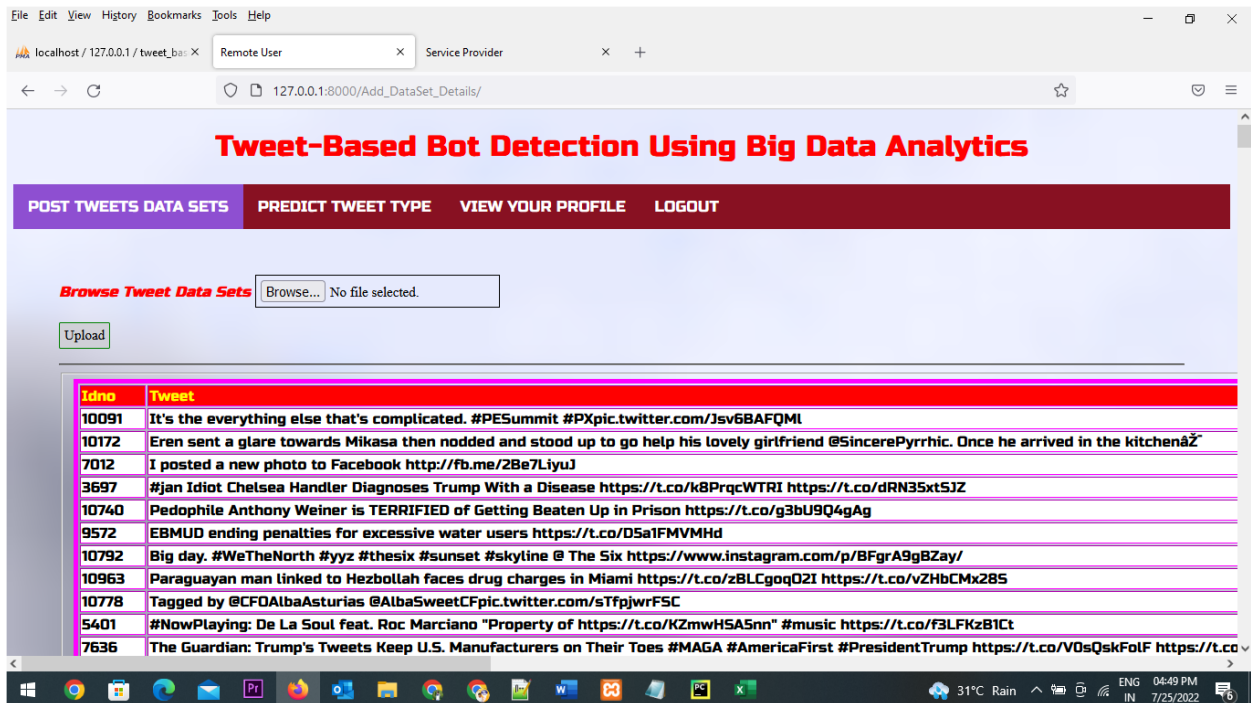 File Edit View History Bookmarks Tools Help
localhost / 127.0.0.1 / tweet_bas
Remote User
Service Provider
127.0.0.1:8000/Add_DataSet_Details/
Tweet-Based Bot Detection Using Big Data Analytics
POST TWEETS DATA SETS PREDICT TWEET TYPE VIEW YOUR PROFILE LOGOUT
Browse Tweet Data Sets Browse... No file selected.
Upload
Idno Tweet
10091 It's the everything else that's complicated. #PESummit #PXpic.twitter.com/Jsv6BAFQMl
10172 Eren sent a glare towards Mikasa then nodded and stood up to go help his lovely girlfriend @SincerePyrrhic. Once he arrived in the kitchenâŽ¯
7012 I posted a new photo to Facebook http://fb.me/2Be7LiyuJ
3697 #jan Idiot Chelsea Handler Diagnoses Trump With a Disease https://t.co/k8PrqcWTRI https://t.co/dRN35xtSJZ
10740 Pedophile Anthony Weiner is TERRIFIED of Getting Beaten Up in Prison https://t.co/g3bU9Q4gAg
9572 EBMUD ending penalties for excessive water users https://t.co/D5a1FMVMHd
10792 Big day. #WeTheNorth #yyz #thesix #sunset #skyline @ The Six https://www.instagram.com/p/BFgrA9gBZay/
10963 Paraguayan man linked to Hezbollah faces drug charges in Miami https://t.co/zBLCgoqO2I https://t.co/vZHbCMx28S
10778 Tagged by @CFOAlbaAsturias @AlbaSweetCFpic.twitter.com/sTfpjwrF5C
5401 #NowPlaying: De La Soul feat. Roc Marciano "Property of https://t.co/KZmwHSA5nn" #music https://t.co/f3LFKzB1Ct
7636 The Guardian: Trump's Tweets Keep U.S. Manufacturers on Their Toes #MAGA #AmericaFirst #PresidentTrump https://t.co/VOsQskFolF https://t.co
31°C Rain ENG 04:49 PM
IN 7/25/2022 6